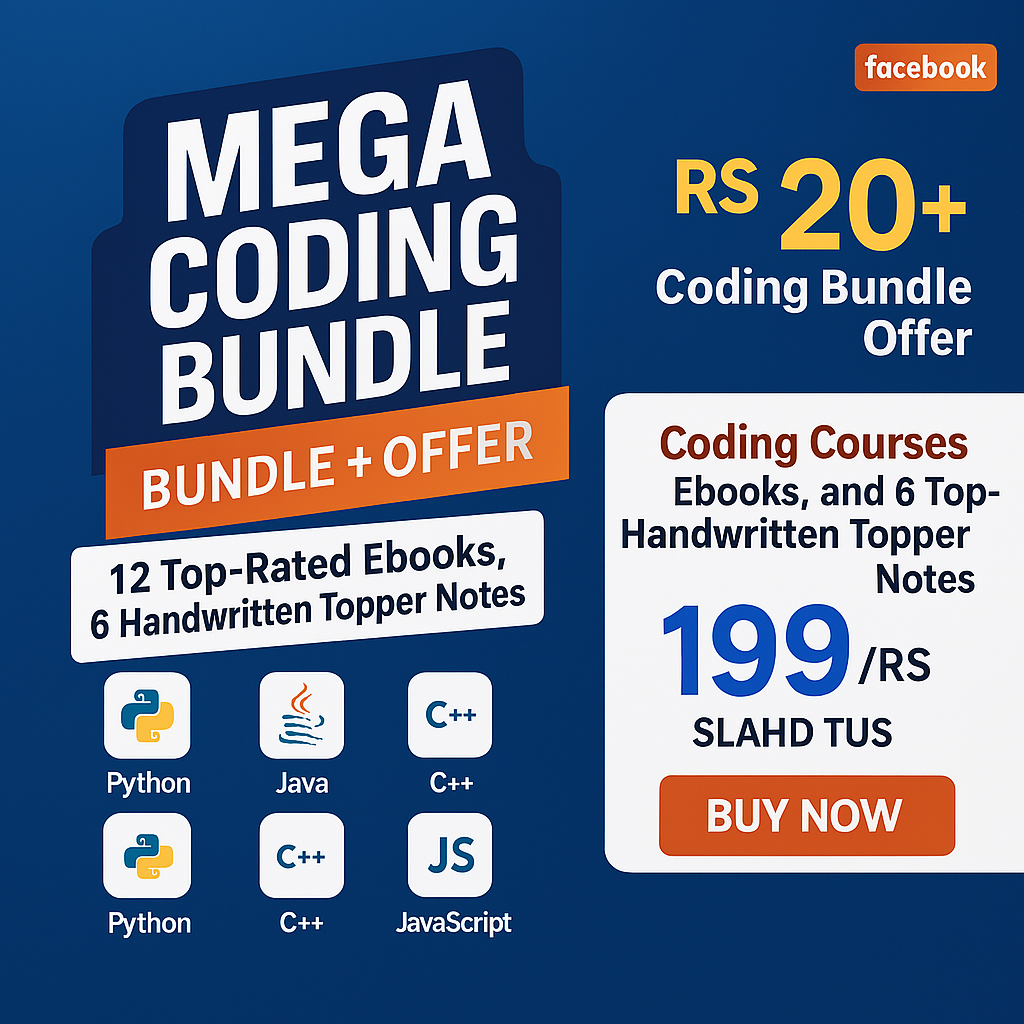 facebook
MEGA
CODING
BUNDLE
BUNDLE + OFFER
12 Top-Rated Ebooks,
6 Handwritten Topper Notes
Python
Java
C++
C++
Python
C++
C++
JS
JavaScript
RS 20+
Coding Bundle
Offer
Coding Courses
Ebooks, and 6 Top-
Handwritten Topper
Notes
199 /RS
SLAHD TUS
BUY NOW